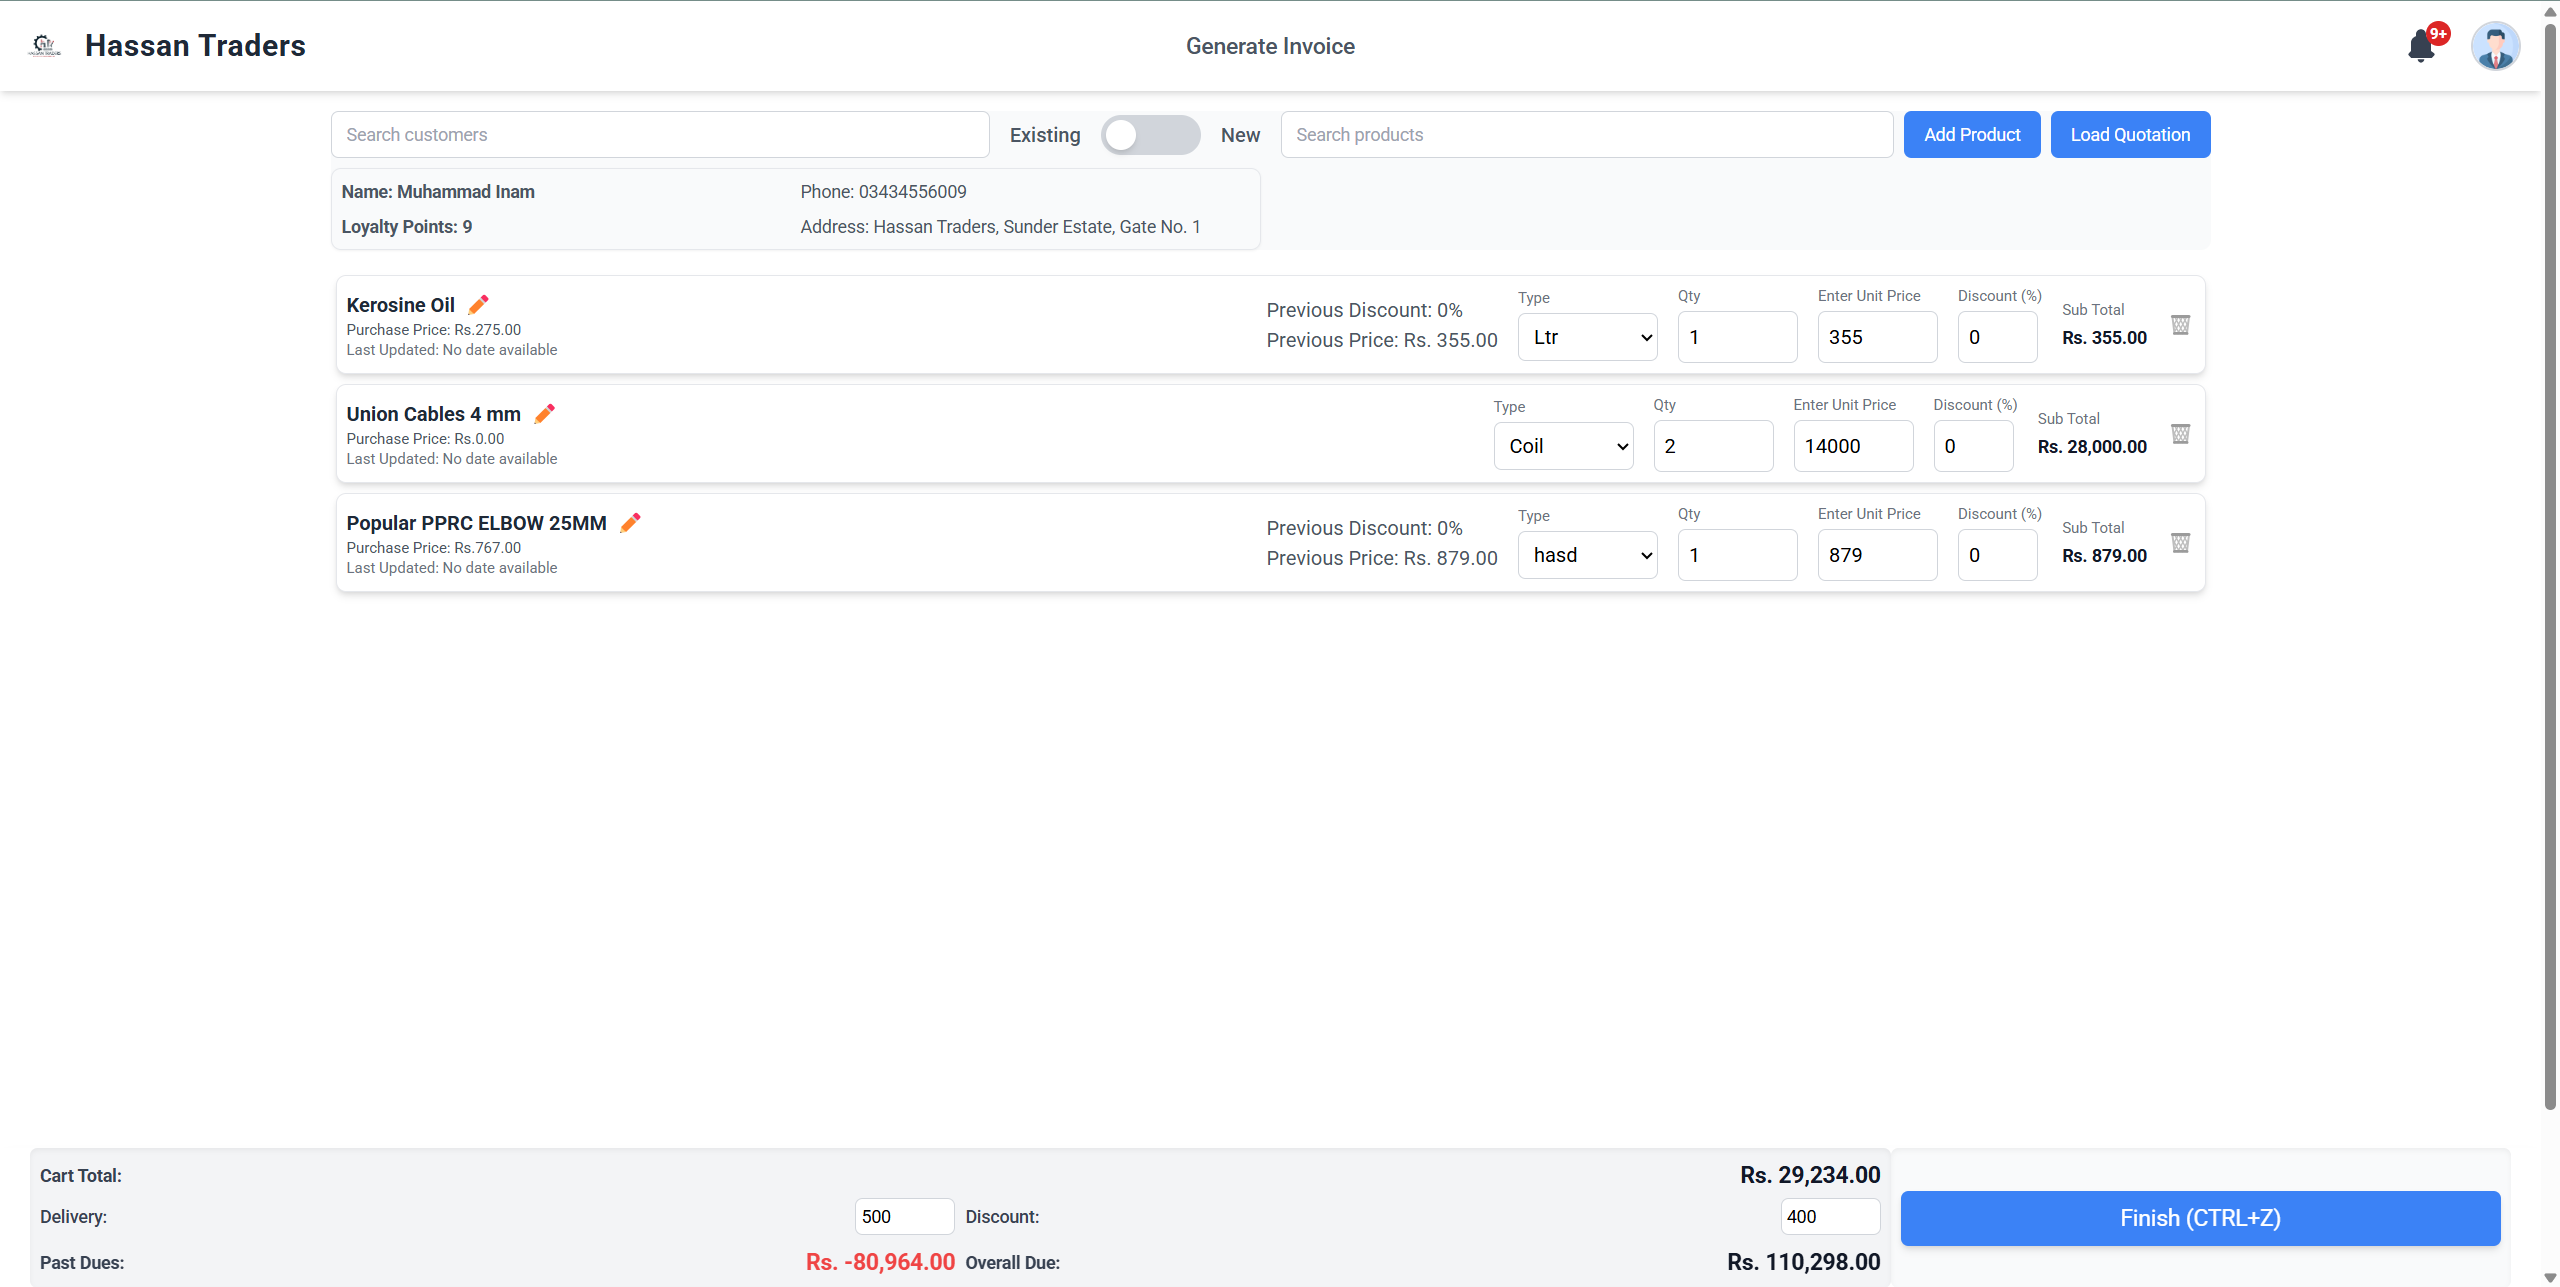 Hassan Traders
Generate Invoice
9+
Search customers
Existing
New
Search products
Add Product
Load Quotation
Name: Muhammad Inam
Phone: 03434556009
Loyalty Points: 9
Address: Hassan Traders, Sunder Estate, Gate No. 1
Kerosine Oil
Purchase Price: Rs.275.00
Last Updated: No date available
Previous Discount: 0%
Previous Price: Rs. 355.00
Type
Ltr
Qty
1
Enter Unit Price
355
Discount (%)
0
Sub Total
Rs. 355.00
Union Cables 4 mm
Purchase Price: Rs.0.00
Last Updated: No date available
Type
Coil
Qty
2
Enter Unit Price
14000
Discount (%)
0
Sub Total
Rs. 28,000.00
Popular PPRC ELBOW 25MM
Purchase Price: Rs.767.00
Last Updated: No date available
Previous Discount: 0%
Previous Price: Rs. 879.00
Type
hasd
Qty
1
Enter Unit Price
879
Discount (%)
0
Sub Total
Rs. 879.00
Cart Total:
Rs. 29,234.00
Delivery:
500
Discount:
400
Past Dues:
Rs. -80,964.00
Overall Due:
Rs. 110,298.00
Finish (CTRL+Z)